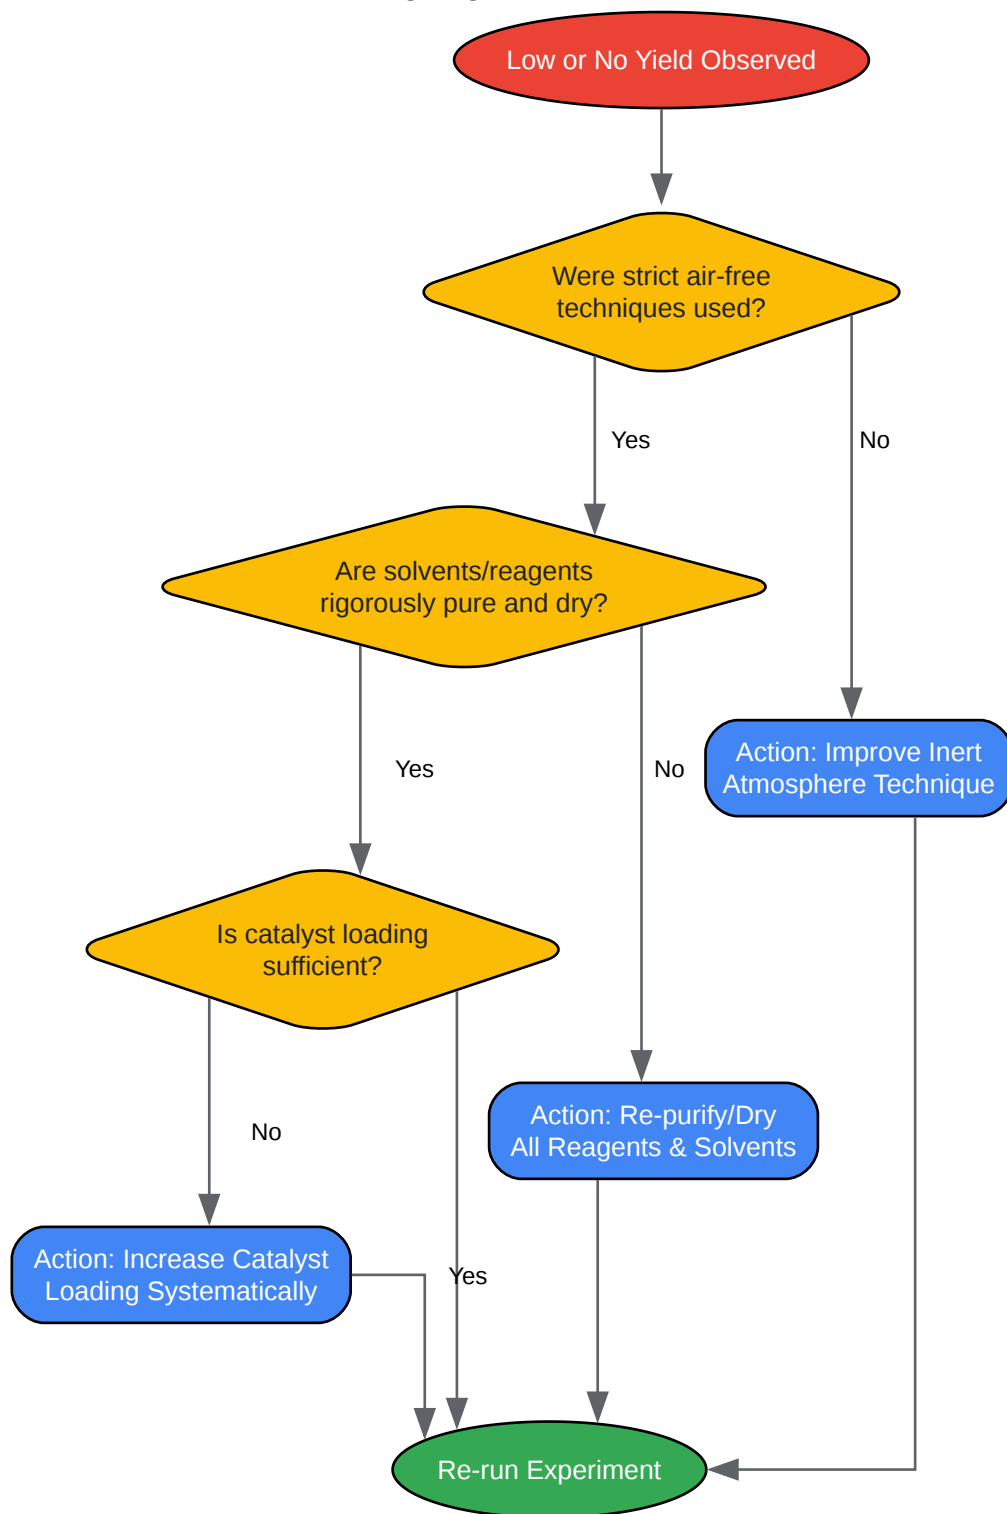 Low or No Yield Observed
Were strict air-free
techniques used?
Yes
No
Are solvents/reagents
rigorously pure and dry?
Action: Improve Inert
Atmosphere Technique
Yes
No
Is catalyst loading
sufficient?
Action: Re-purify/Dry
All Reagents & Solvents
No
Action: Increase Catalyst
Loading Systematically
Yes
Re-run Experiment